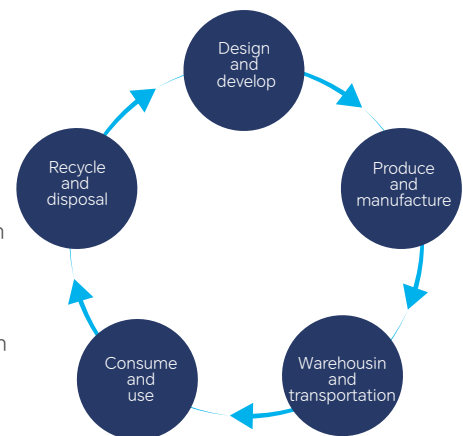 Design
and
develop
Produce
and
manufacture
Warehousin
and
transportation
Consume
and
use
Recycle
and
disposal
n
n